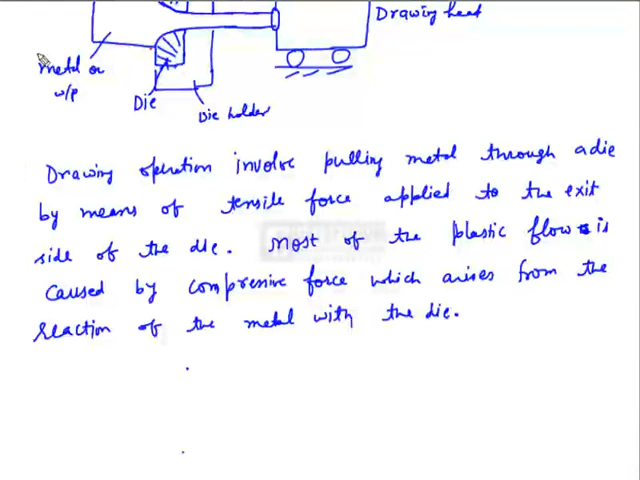 Drawing head
metal or
w/p
Die
Die holder
Drawing operation involve pulling metal through a die
by means of tensile force applied to the exit
side of the die. Most of the plastic flow is
caused by compressive force which arises from the
reaction of the metal with the die.